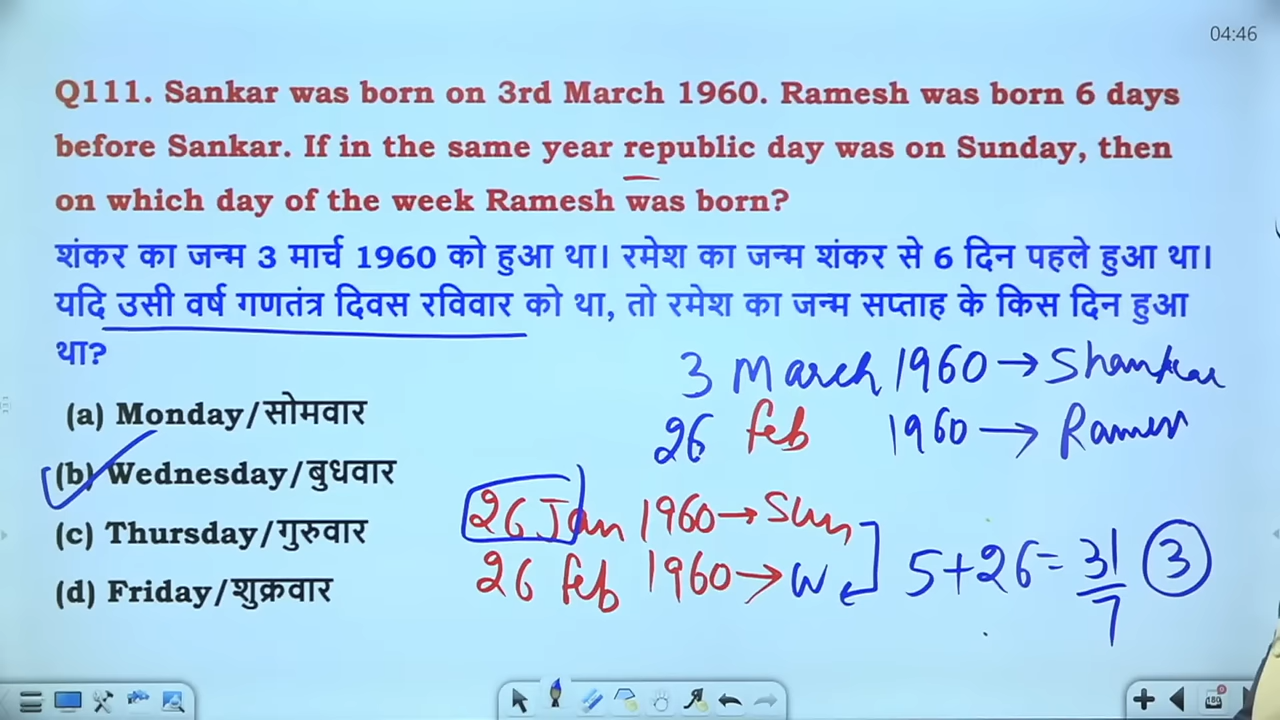 04:46
Q111. Sankar was born on 3rd March 1960. Ramesh was born 6 days
before Sankar. If in the same year republic day was on Sunday, then
on which day of the week Ramesh was born?
शंकर का जन्म 3 मार्च 1960 को हुआ था। रमेश का जन्म शंकर से 6 दिन पहले हुआ था।
यदि उसी वर्ष गणतंत्र दिवस रविवार को था, तो रमेश का जन्म सप्ताह के किस दिन हुआ
था?
(a) Monday/सोमवार
(b) Wednesday/बुधवार
(c) Thursday/गुरुवार
(d) Friday/शुक्रवार
3 March 1960 → Shankar
26 feb 1960 → Ramesh
26 Jan 1960 → Sun
26 feb 1960 → W
5+26= 31/7 3